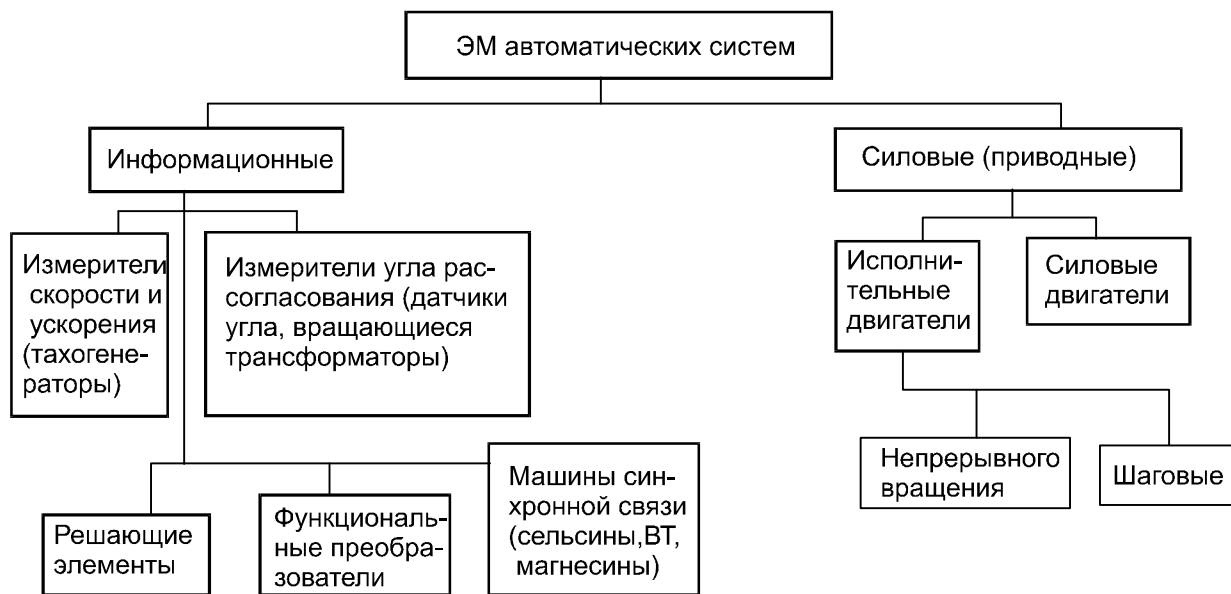 ЭМ автоматических систем
Информационные
Силовые (приводные)
Измерители
скорости и
ускорения
(тахогене-
раторы)
Измерители угла рас-
согласования (датчики
угла, вращающиеся
трансформаторы)
Исполни-
тельные
двигатели
Силовые
двигатели
Решающие
элементы
Функциональ-
ные преобра-
зователи
Машины син-
хронной связи
(сельсины,ВТ,
магнесины)
Непрерывного
вращения
Шаговые